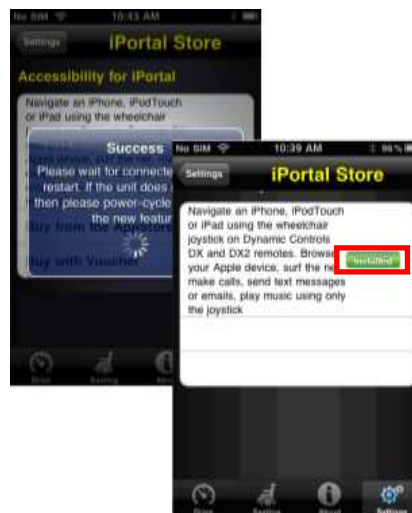 No SIM 10:43 AM
Settings iPortal Store
Accessibility for iPortal
Navigate an iPhone, iPodTouch
or iPad using the wheelchair
Success
Please wait for connecte
restart. If the unit does
then please power-cycle
the new featur
Buy from the AppStore
Buy with Voucher
Drive Seating
No SIM 10:39 AM 96%
Settings iPortal Store
Navigate an iPhone, iPodTouch
or iPad using the wheelchair
joystick on Dynamic Controls
DX and DX2 remotes. Browse
your Apple device, surf the ne
make calls, send text messages
or emails, play music using only
the joystick
Installed
Drive Seating About Settings